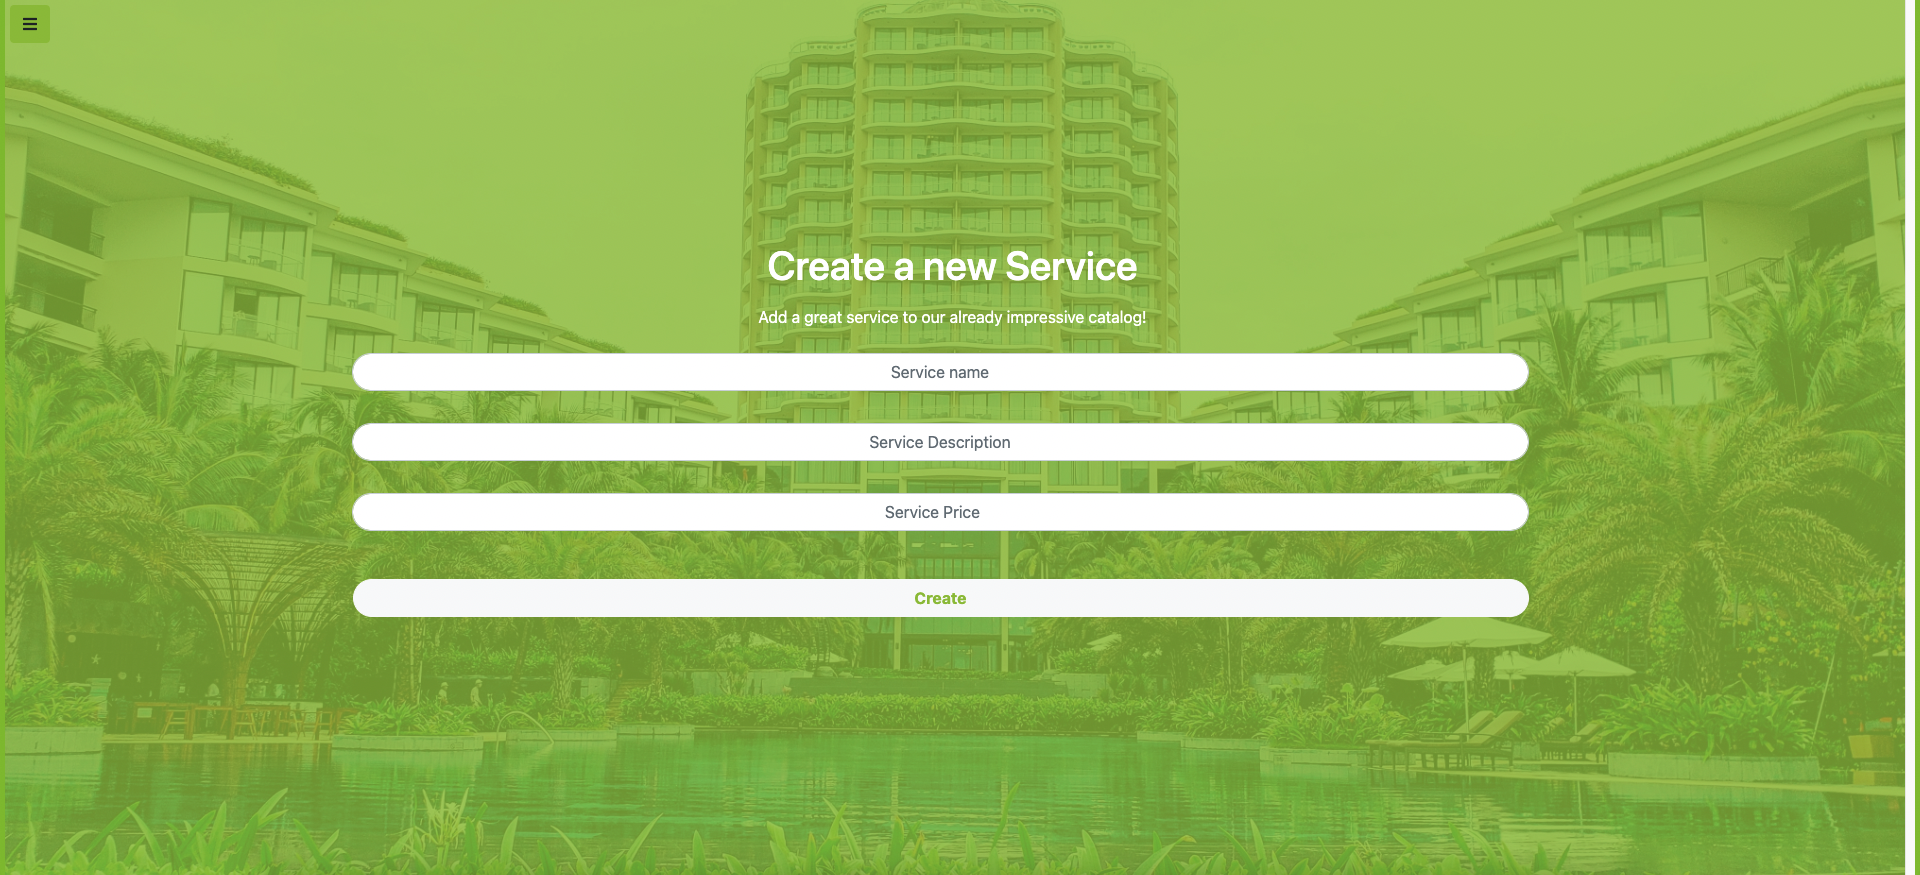 Create a new Service
Add a great service to our already impressive catalog!
Service name
Service Description
Service Price
Create